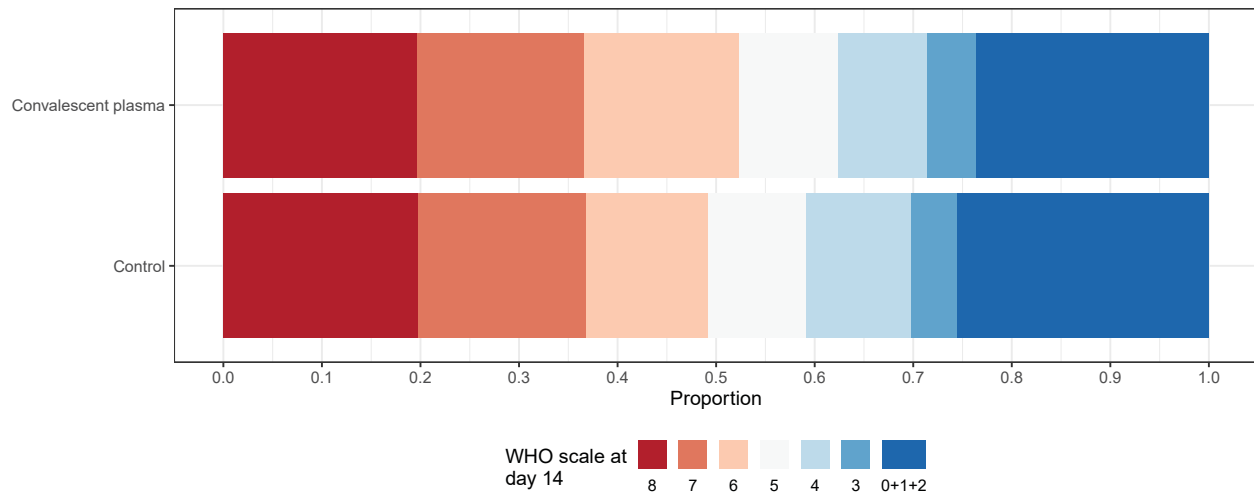 Convalescent plasma
Control
0.0 0.1 0.2 0.3 0.4 0.5 0.6 0.7 0.8 0.9 1.0
Proportion
WHO scale at
day 14
8 7 6 5 4 3 0+1+2